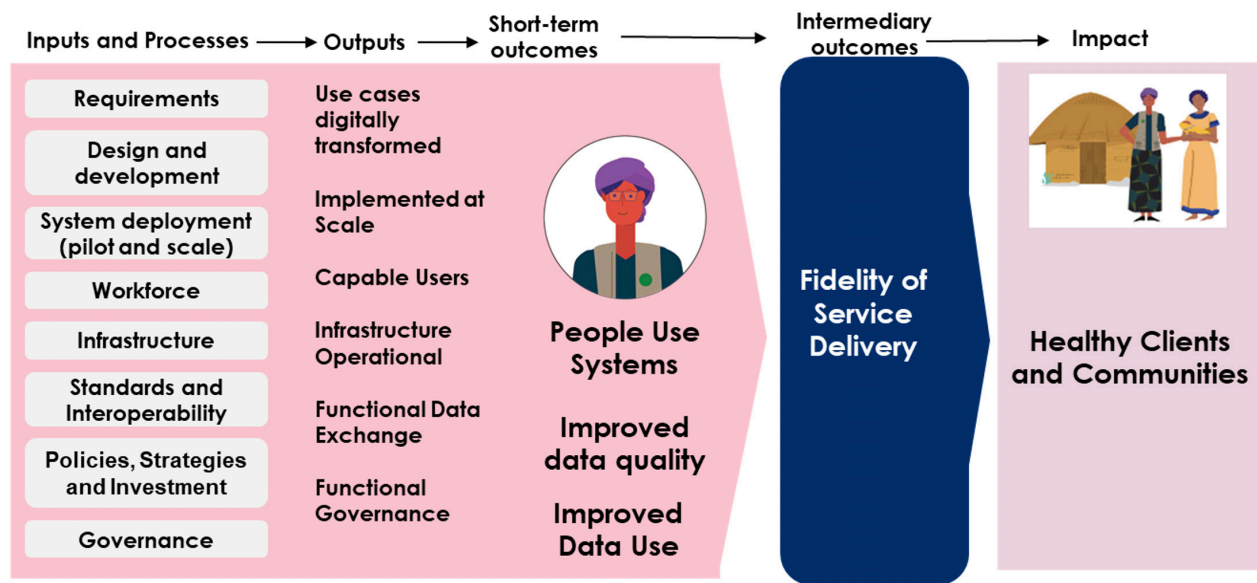 Inputs and Processes
Outputs
Short-term
outcomes
Intermediary
outcomes
Impact
Requirements
Design and
development
System deployment
(pilot and scale)
Workforce
Infrastructure
Standards and
Interoperability
Policies, Strategies
and Investment
Governance
Use cases
digitally
transformed
Implemented at
Scale
Capable Users
Infrastructure
Operational
Functional Data
Exchange
Functional
Governance
People Use
Systems
Improved
data quality
Improved
Data Use
Fidelity of
Service
Delivery
Healthy Clients
and Communities